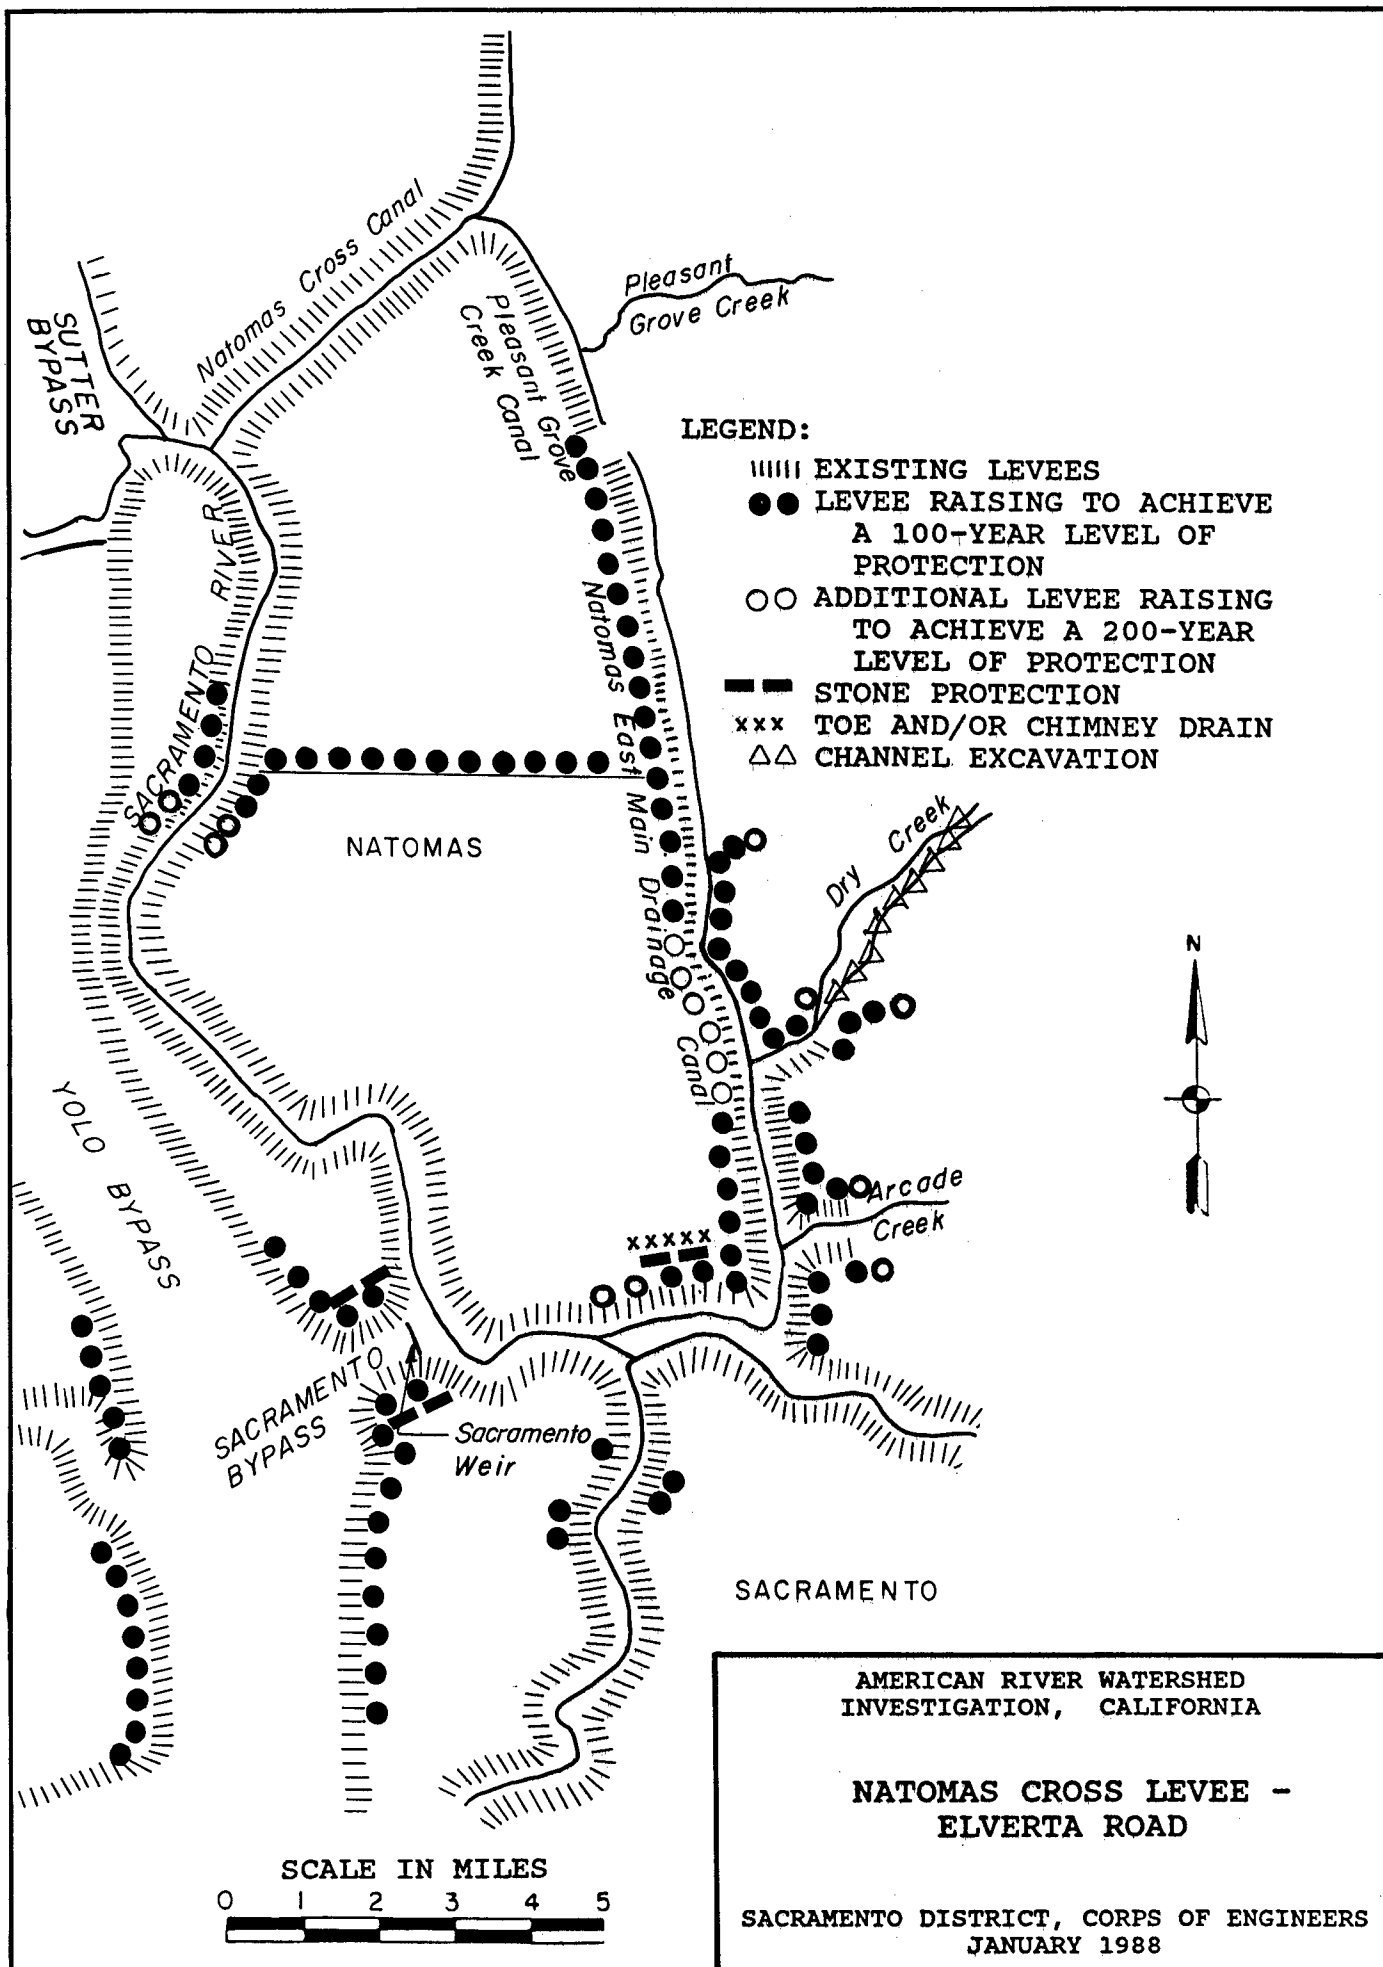 Natomas Cross Canal
SUTTER
BYPASS
Pleasant
Grove Creek
Pleasant Grove
Creek Canal
LEGEND:
EXISTING LEVEES
LEVEE RAISING TO ACHIEVE
A 100-YEAR LEVEL OF
PROTECTION
ADDITIONAL LEVEE RAISING
TO ACHIEVE A 200-YEAR
LEVEL OF PROTECTION
STONE PROTECTION
xxx TOE AND/OR CHIMNEY DRAIN
CHANNEL EXCAVATION
SACRAMENTO RIVER
Natomas East Main Drainage Canal
NATOMAS
Dry Creek
N
YOLO BYPASS
Arcade
Creek
xxxxx
SACRAMENTO
BYPASS
Sacramento
Weir
SACRAMENTO
AMERICAN RIVER WATERSHED
INVESTIGATION, CALIFORNIA
NATOMAS CROSS LEVEE -
ELVERTA ROAD
SACRAMENTO DISTRICT, CORPS OF ENGINEERS
JANUARY 1988
SCALE IN MILES
0 1 2 3 4 5